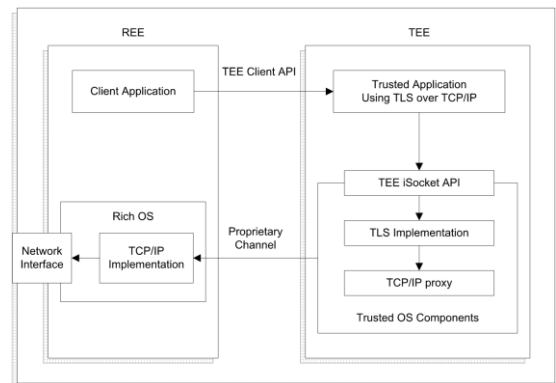 REE
TEE
TEE Client API
Client Application
Trusted Application
Using TLS over TCP/IP
TEE iSocket API
Rich OS
Proprietary
Channel
TLS Implementation
Network
Interface
TCP/IP
Implementation
TCP/IP proxy
Trusted OS Components